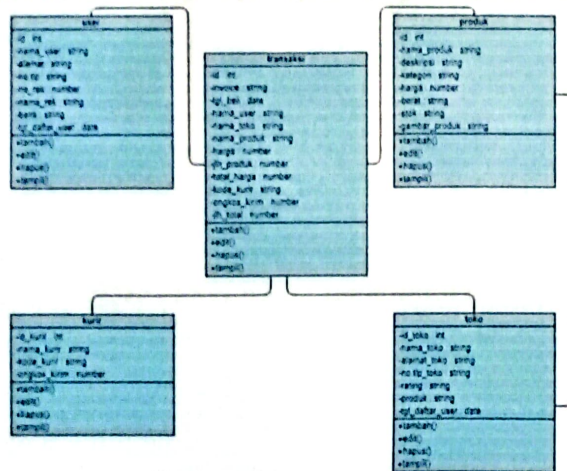 user
-id int
-nama_user string
-alamat string
-no.tlp string
-no_rek string
-nama_rek string
-bank string
-tgl_daftar_user date
+tambah()
+edit()
+hapus()
+tampil()
transaksi
-id int
-invoice string
-tgl_beli date
-nama_user string
-nama_toko string
-nama_produk string
-harga number
-jlh_produk number
-total_harga number
-kode_kurir string
-ongkos_kirim number
-jlh_total number
+tambah()
+edit()
+hapus()
+tampil()
produk
-id int
-nama_produk string
-deskripsi string
-kategori string
-harga number
-berat string
-stok string
-gambar_produk string
+tambah()
+edit()
+hapus()
+tampil()
kurir
-id_kurir int
-nama_kurir string
-kode_kurir string
-ongkos_kirim number
+tambah()
+edit()
+hapus()
+tampil()
toko
-id_toko int
-nama_toko string
-alamat_toko string
-no.tlp_toko string
-rating string
-produk string
-tgl_daftar_user date
+tambah()
+edit()
+hapus()
+tampil()